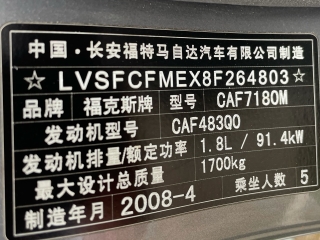 中国·长安福特马自达汽车有限公司制造
☆ LVSFCFMEX8F264803 ☆
品牌 福克斯牌 型号 CAF7180M
发动机型号 CAF483Q0
发动机排量/额定功率 1.8L / 91.4kW
最大设计总质量 1700kg
制造年月 2008-4 乘坐人数 5